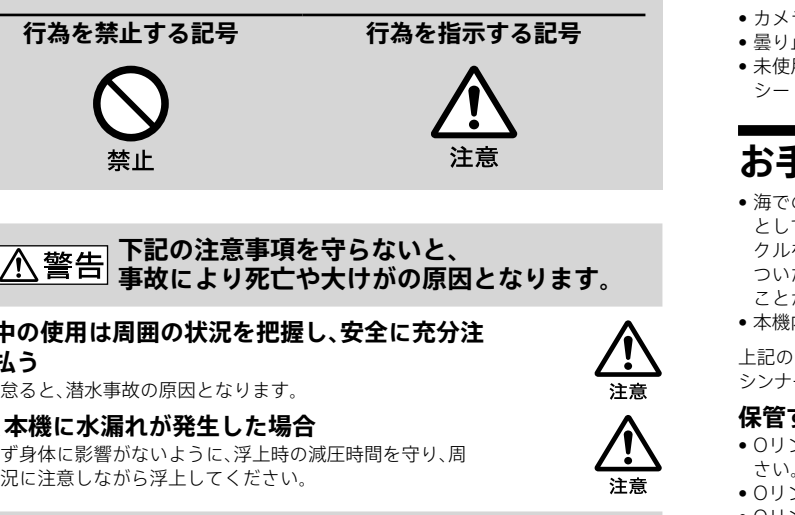 行為を禁止する記号
行為を指示する記号
禁止
注意
警告
下記の注意事項を守らないと、
事故により死亡や大けがの原因となります。
中の使用は周囲の状況を把握し、安全に充分注
払う
怠ると、潜水事故の原因となります。
注意
本機に水漏れが発生した場合
ず身体に影響がないように、浮上時の減圧時間を守り、周
況に注意しながら浮上してください。
注意
• カメ
• 曇り
• 未使
シー
お手
• 海で
とし
クル
つい
こと
• 本機
上記の
シンナ
保管
• Oリン
さい。
• Oリン